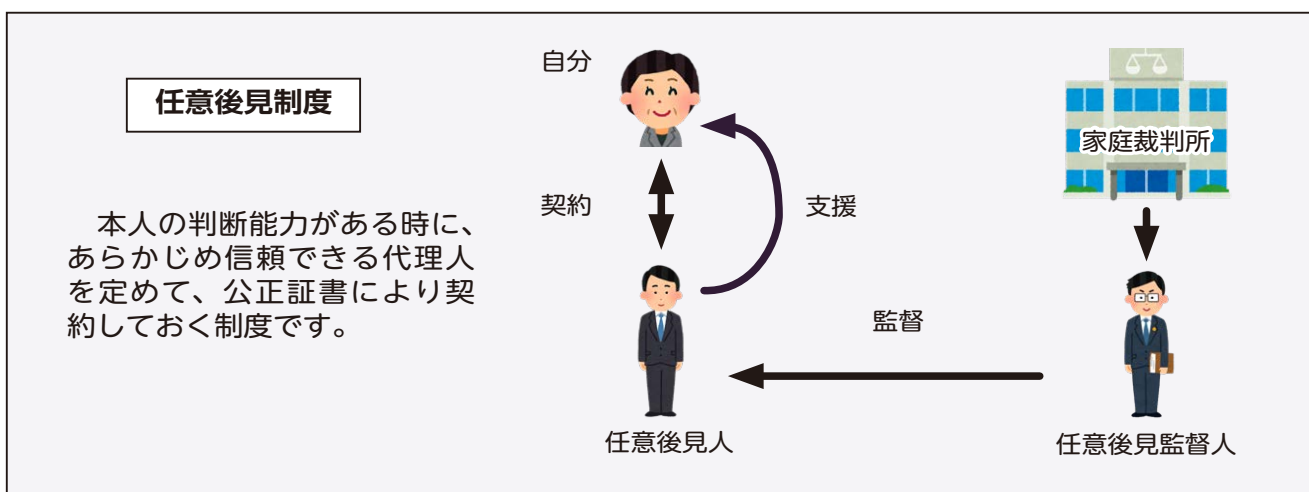 任意後見制度
本人の判断能力がある時に、
あらかじめ信頼できる代理人
を定めて、公正証書により契
約しておく制度です。
自分
契約
支援
家庭裁判所
監督
任意後見人
任意後見監督人